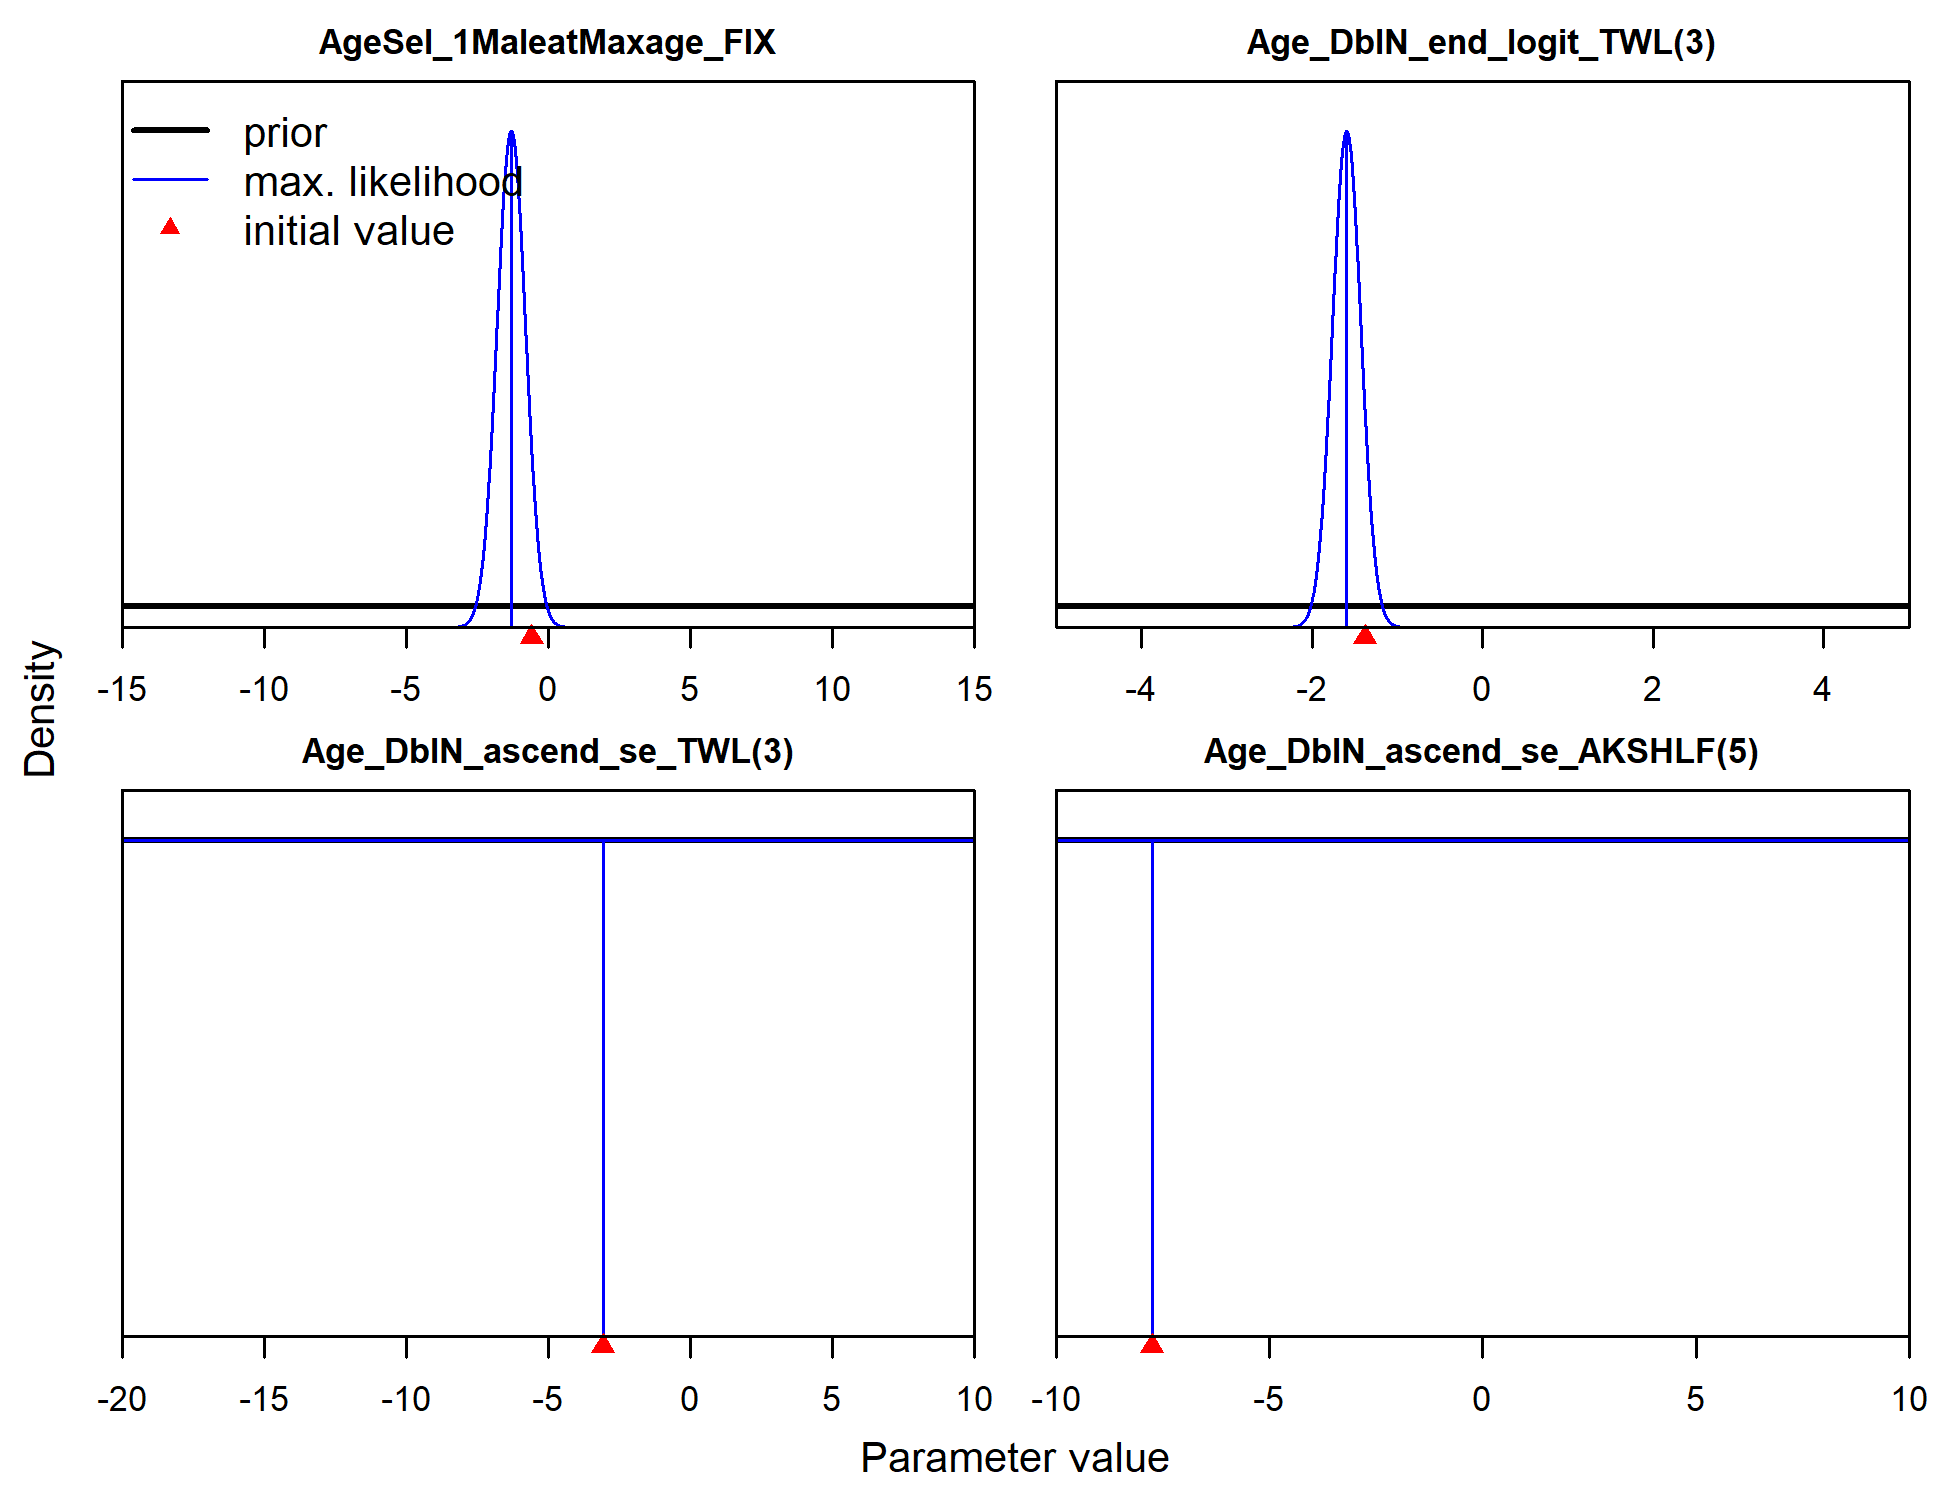 AgeSel_1MaleatMaxage_FIX
prior
max. likelihood
initial value
-15 -10 -5 0 5 10 15
Age_DblN_end_logit_TWL(3)
-4 -2 0 2 4
Age_DblN_ascend_se_TWL(3)
-20 -15 -10 -5 0 5 10
Age_DblN_ascend_se_AKSHLF(5)
-10 -5 0 5 10
Density
Parameter value